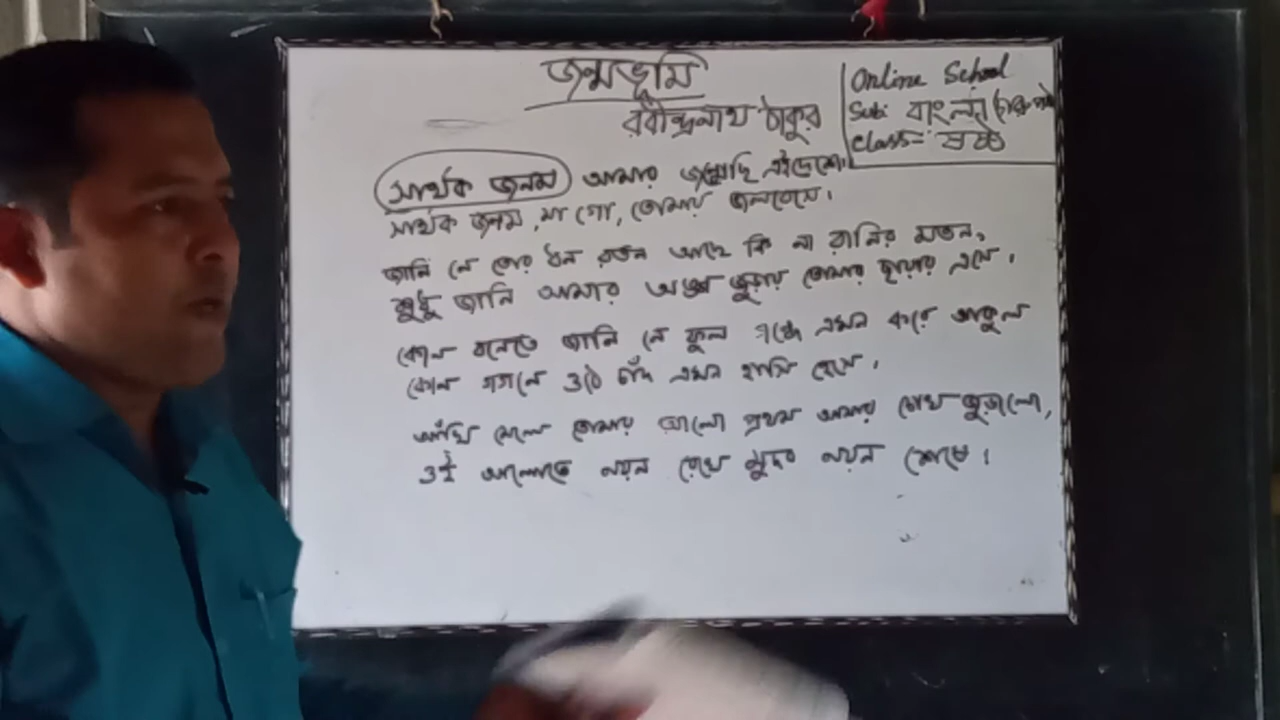 জন্মভূমি
রবীন্দ্রনাথ ঠাকুর
Online School
Sub: বাংলা (চারুপাঠ
Class-: ষষ্ঠ
সার্থক জনম আমার জন্মেছি এইদেশে।
সার্থক জনম, মা গো, তোমায় ভালবেসে।
জানি নে তোর ধন রতন আছে কি না রানির মতন,
শুধু জানি আমার অঙ্গ জুড়ায় তোমার ছায়ায় এসে।
কোন বনেতে জানি নে ফুল গন্ধে এমন করে আকুল
কোন গগনে ওঠে চাঁদ এমন হাসি হেসে।
আঁখি মেলে তোমার আলো প্রথম আমার চোখ জুড়ালো,
ওই আলোতে নয়ন রেখে মুদব নয়ন শেষে।